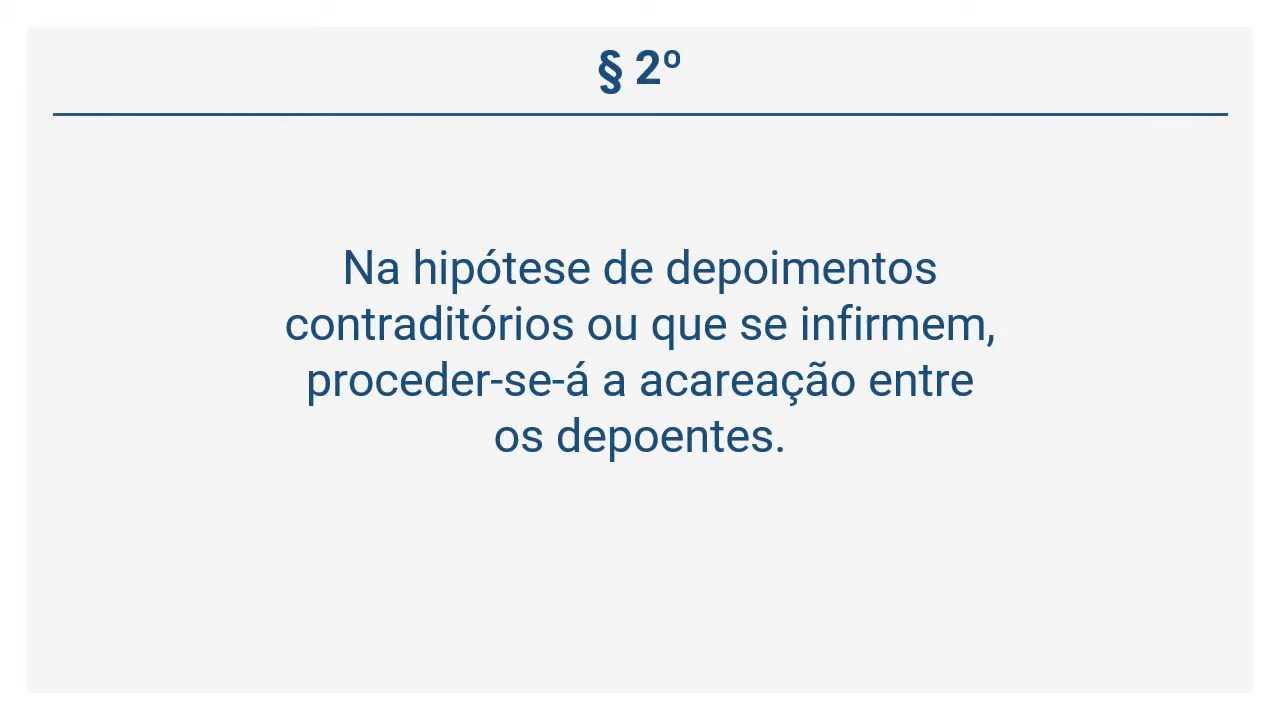 § 2º
Na hipótese de depoimentos
contraditórios ou que se infirmem,
proceder-se-á a acareação entre
os depoentes.